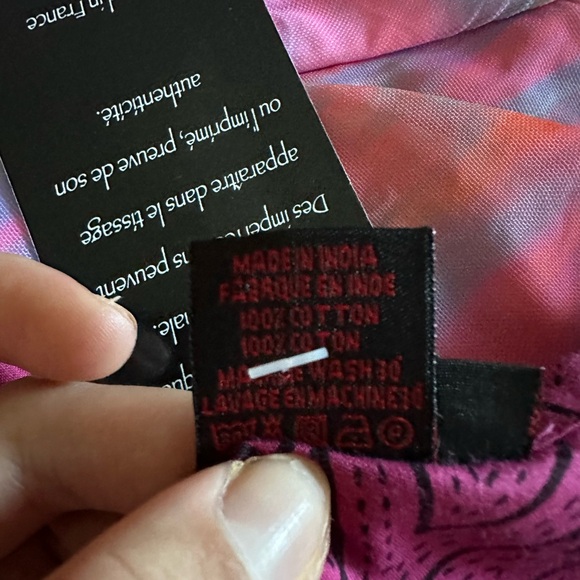 Des peuvent
apparaître dans le tissage
ou l'imprimé, preuve de son
authenticité.
in France
MADE IN INDIA
FABRIQUE EN INDE
100% COTTON
100% COTON
WASH 30°
LAVAGE EN MACHINE 30°